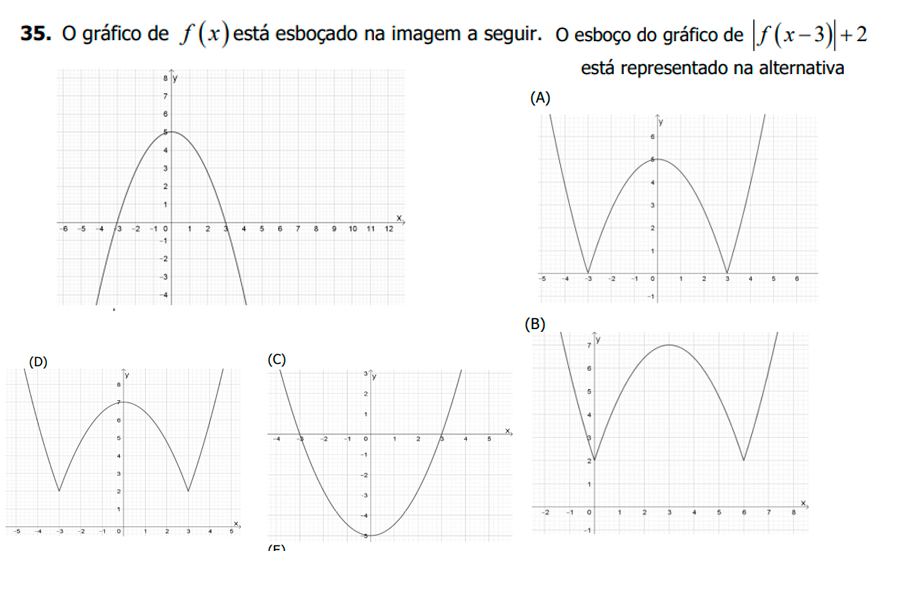 35. O gráfico de f(x) está esboçado na imagem a seguir. O esboço do gráfico de |f(x-3)|+2
está representado na alternativa
8 y
7
6
5
4
3
2
1
x
-6 -5 -4 -3 -2 -1 0 1 2 3 4 5 6 7 8 9 10 11 12
-1
-2
-3
-4
(A)
y
6
5
4
3
2
1
-5 -4 -3 -2 -1 0 1 2 3 4 5 6
-1
(B)
7 y
6
5
4
3
2
1
x
-2 -1 0 1 2 3 4 5 6 7 8
-1
(D)
y
8
7
6
5
4
3
2
1
x
-5 -4 -3 -2 -1 0 1 2 3 4 5
(C)
3 y
2
1
x
-4 -3 -2 -1 0 1 2 3 4 5
-1
-2
-3
-4
-5
(E)